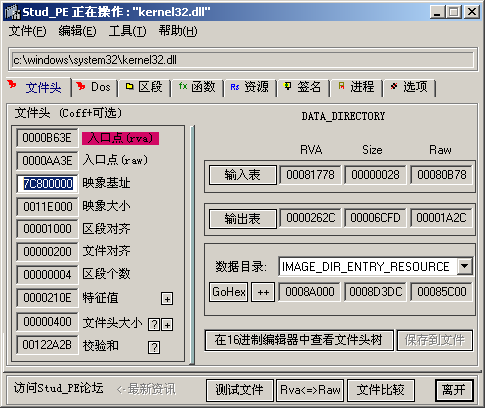 Stud_PE 正在操作 : "kernel32.dll"
文件(F) 编辑(E) 工具(T) 帮助(H)
c:\windows\system32\kernel32.dll
文件头 Dos 区段 fx 函数 Rs 资源 签名 进程 选项
文件头 (Coff+可选)
0000B63E 入口点(rva)
0000AA3E 入口点(raw)
7C800000 映象基址
0011E000 映象大小
00001000 区段对齐
00000200 文件对齐
00000004 区段个数
0000210E 特征值 +
00000400 文件头大小 ? +
00122A2B 校验和 ?
DATA_DIRECTORY
RVA Size Raw
输入表 00081778 00000028 00080B78
输出表 0000262C 00006CFD 00001A2C
数据目录: IMAGE_DIR_ENTRY_RESOURCE
GoHex ++ 0008A000 0008D3DC 00085C00
在16进制编辑器中查看文件头树 保存到文件
访问Stud_PE论坛 <-最新资讯 测试文件 Rva<=>Raw 文件比较 离开